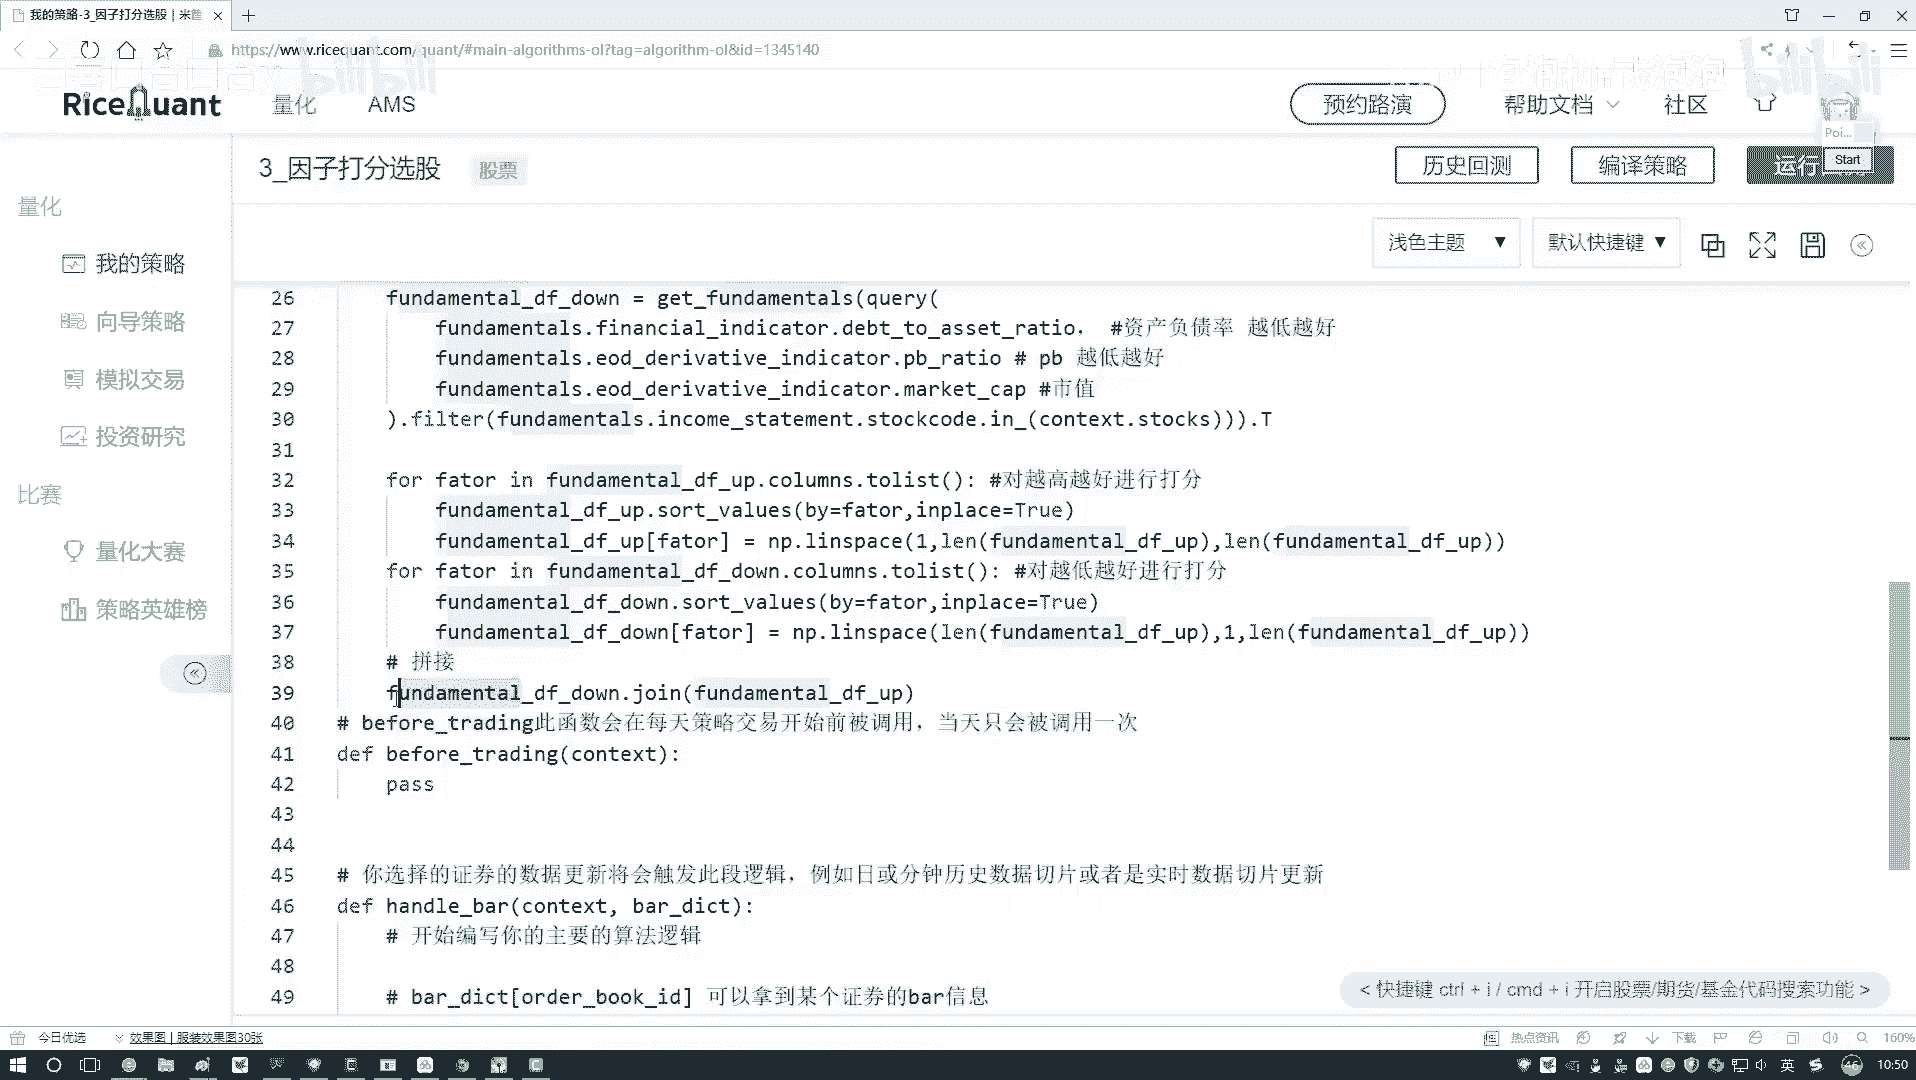 我的策略-3_因子打分选股 | 米筐
https://www.ricequant.com/quant/#main-algorithms-ol?tag=algorithm-ol&id=1345140
bilibili
bilibili
RiceQuant
量化
AMS
预约路演
帮助文档
社区
Poi...
Start
3_因子打分选股
股票
历史回测
编译策略
运行
量化
我的策略
向导策略
模拟交易
投资研究
比赛
量化大赛
策略英雄榜
浅色主题 ▼
默认快捷键 ▼
26 fundamental_df_down = get_fundamentals(query(
27 fundamentals.financial_indicator.debt_to_asset_ratio， #资产负债率 越低越好
28 fundamentals.eod_derivative_indicator.pb_ratio # pb 越低越好
29 fundamentals.eod_derivative_indicator.market_cap #市值
30 ).filter(fundamentals.income_statement.stockcode.in_(context.stocks))).T
31
32 for fator in fundamental_df_up.columns.tolist(): #对越高越好进行打分
33 fundamental_df_up.sort_values(by=fator,inplace=True)
34 fundamental_df_up[fator] = np.linspace(1,len(fundamental_df_up),len(fundamental_df_up))
35 for fator in fundamental_df_down.columns.tolist(): #对越低越好进行打分
36 fundamental_df_down.sort_values(by=fator,inplace=True)
37 fundamental_df_down[fator] = np.linspace(len(fundamental_df_up),1,len(fundamental_df_up))
38 # 拼接
39 fundamental_df_down.join(fundamental_df_up)
40 # before_trading此函数会在每天策略交易开始前被调用，当天只会被调用一次
41 def before_trading(context):
42 pass
43
44
45 # 你选择的证券的数据更新将会触发此段逻辑，例如日或分钟历史数据切片或者是实时数据切片更新
46 def handle_bar(context, bar_dict):
47 # 开始编写你的主要的算法逻辑
48
49 # bar_dict[order_book_id] 可以拿到某个证券的bar信息
< 快捷键 ctrl + i / cmd + i 开启股票/期货/基金代码搜索功能 >
今日优选
效果图 | 服装效果图30张
热点资讯
下载
160%
英
46
10:50